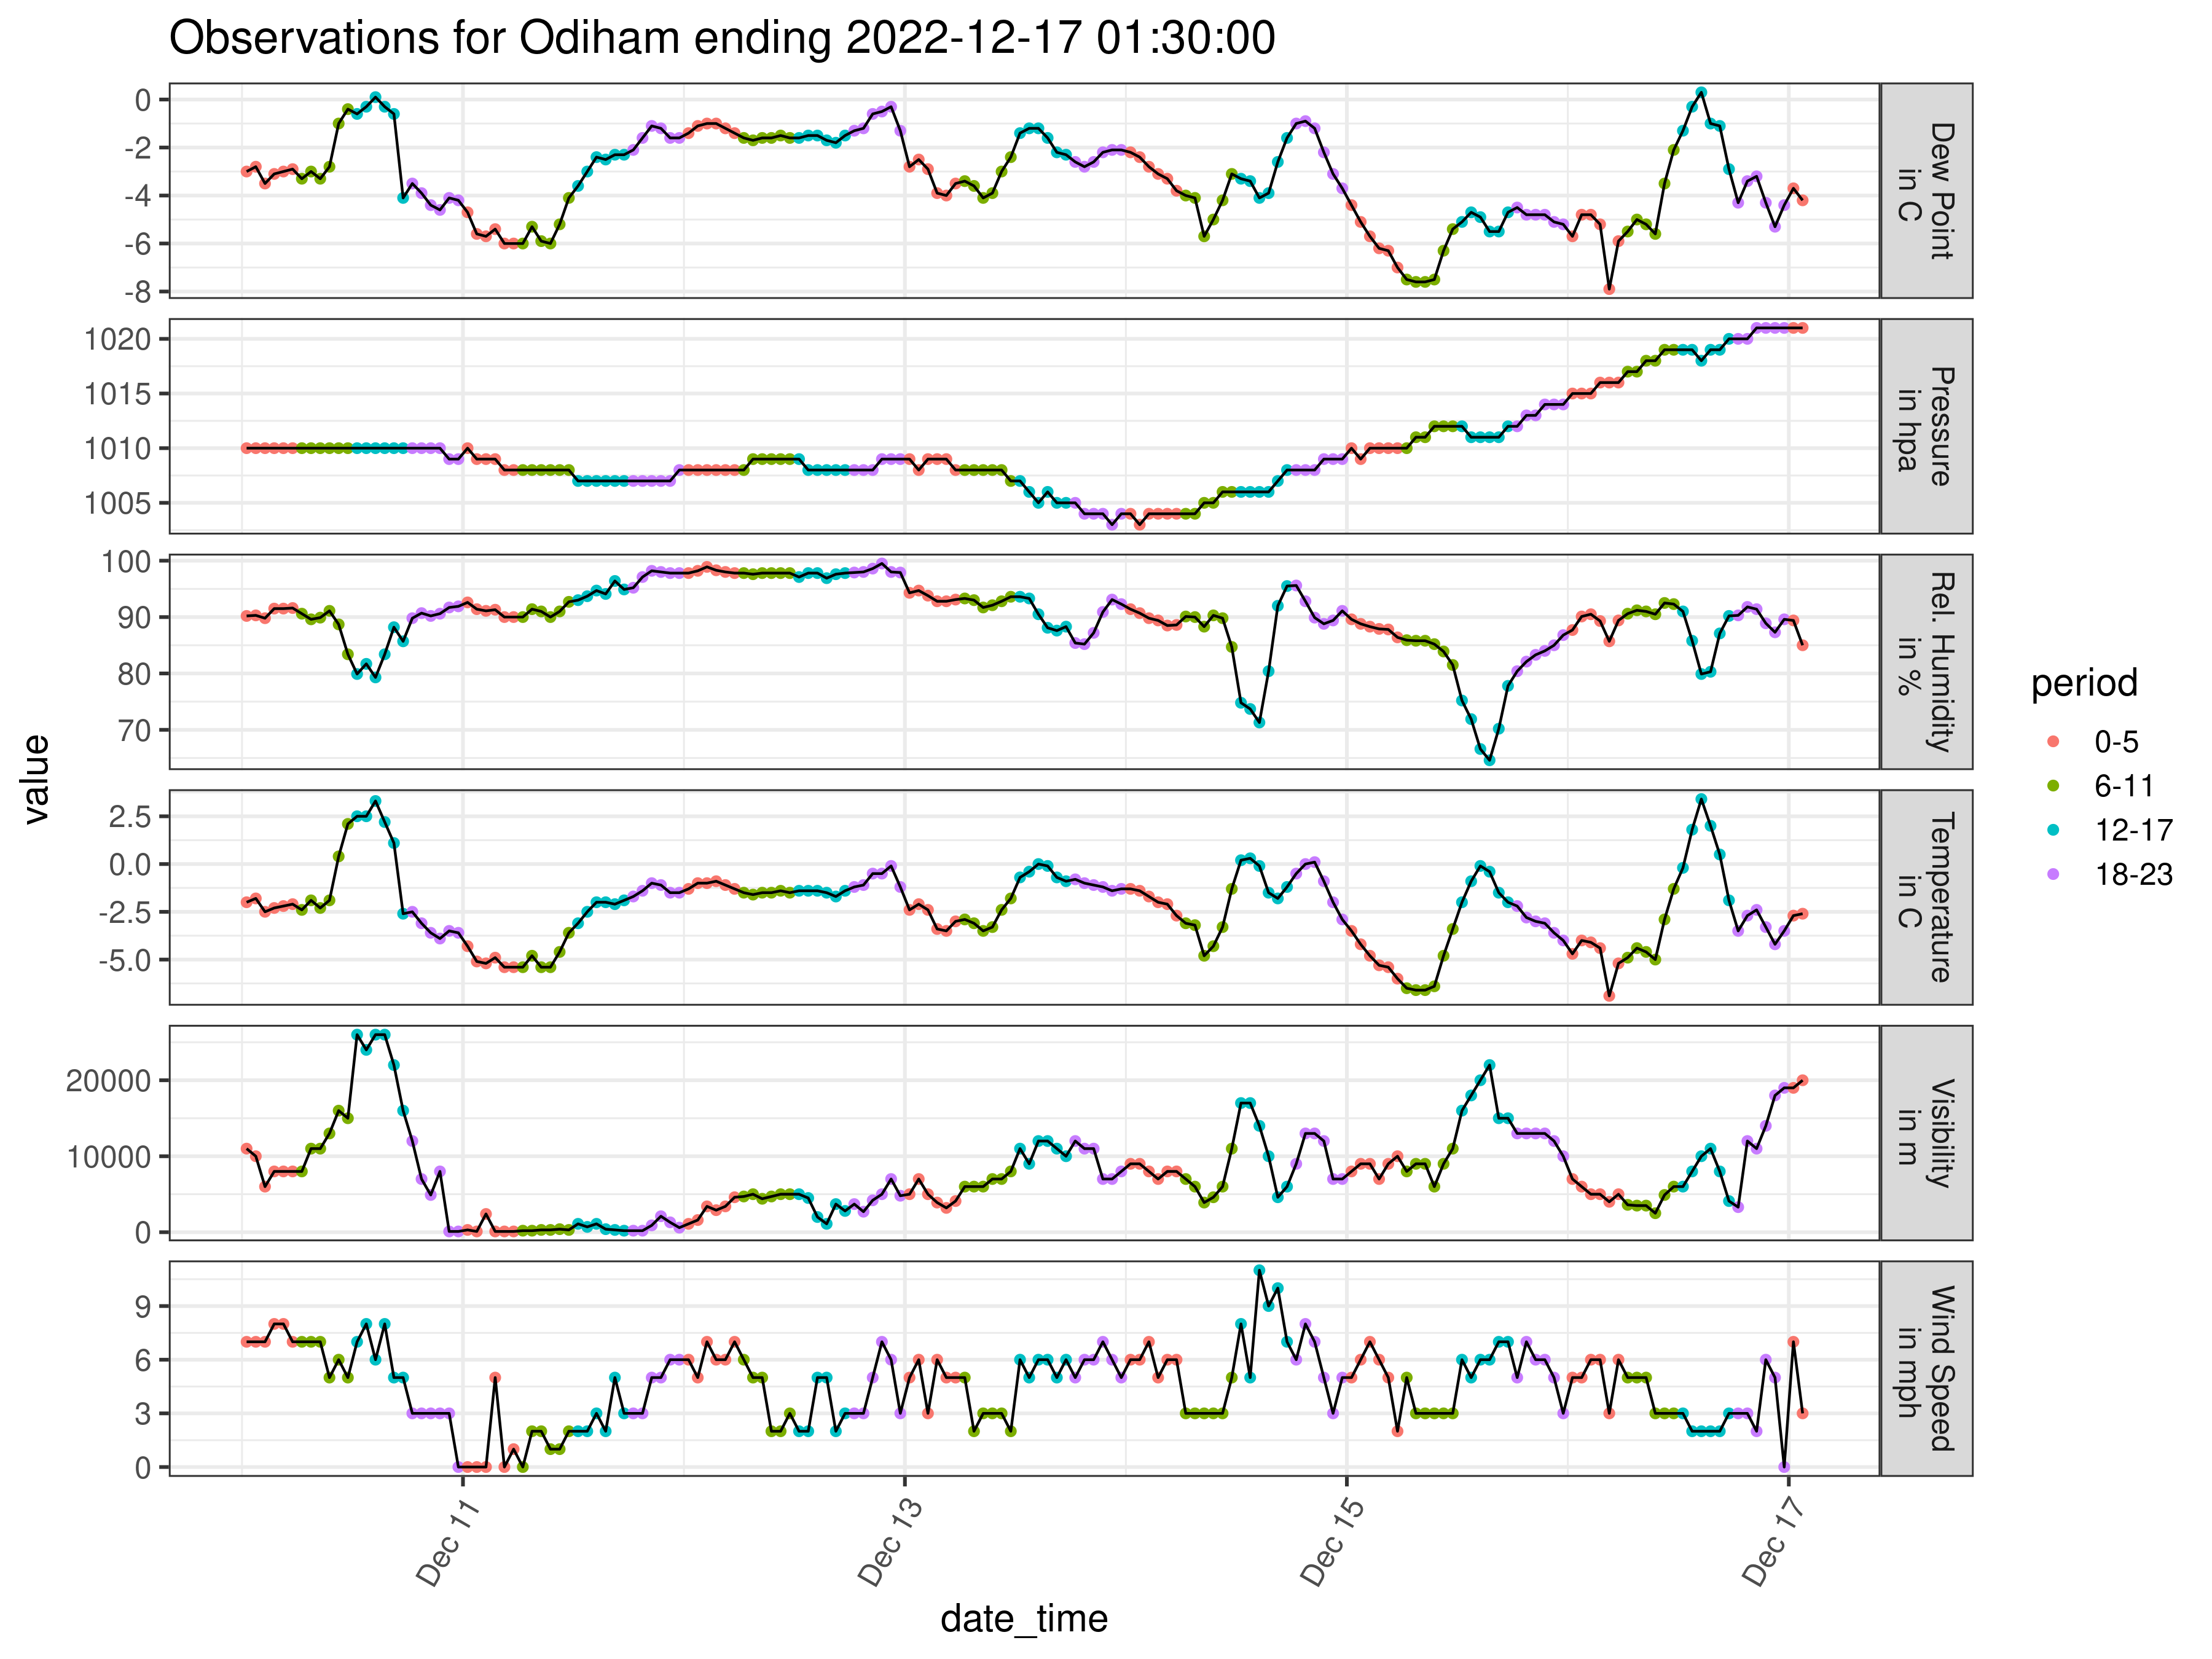 Observations for Odiham ending 2022-12-17 01:30:00
0
-2
-4
-6
-8
Dew Point
in C
1020
1015
1010
1005
Pressure
in hpa
100
90
80
70
Rel. Humidity
in %
2.5
0.0
-2.5
-5.0
Temperature
in C
20000
10000
0
Visibility
in m
9
6
3
0
Wind Speed
in mph
value
Dec 11
Dec 13
Dec 15
Dec 17
date_time
period
0-5
6-11
12-17
18-23